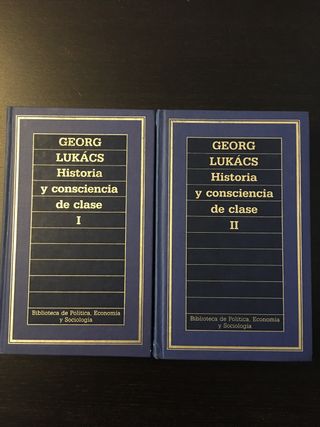 GEORG
LUKÁCS
Historia
y consciencia
de clase
I
Biblioteca de Política, Economía
y Sociología
GEORG
LUKÁCS
Historia
y consciencia
de clase
II
Biblioteca de Política, Economía
y Sociología